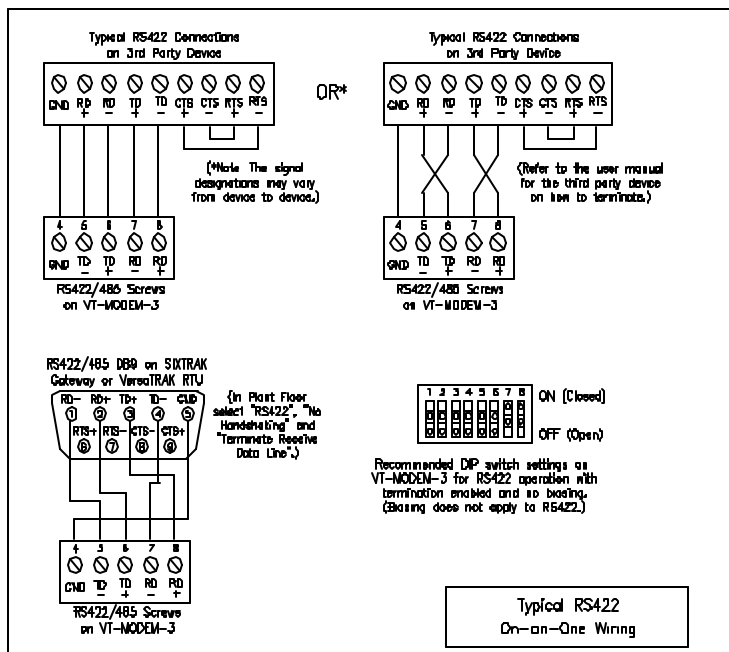 Typical RS422 Connections
on 3rd Party Device
GND RD RD TD TD CTS CTS RTS RTS
+ - + - + - + -
(*Note The signal
designations may vary
from device to device.)
4 5 6 7 8
GND TD TD RD RD
- + - +
RS422/485 Screws
on VT-MODEM-3
OR*
Typical RS422 Connections
on 3rd Party Device
GND RD RD TD TD CTS CTS RTS RTS
+ - + - + - + -
(Refer to the user manual
for the third party device
on how to terminate.)
4 5 6 7 8
GND TD TD RD RD
- + - +
RS422/485 Screws
on VT-MODEM-3
RS422/485 DB9 on SIXTRAK
Gateway or VersaTRAK RTU
RD- RD+ TD+ TD- GND
1 2 3 4 5
RTS+ RTS- CTS- CTS+
6 7 8 9
(In Plant Floor
select "RS422", "No
Handshaking" and
"Terminate Receive
Data Line".)
4 5 6 7 8
GND TD TD RD RD
- + - +
RS422/485 Screws
on VT-MODEM-3
1 2 3 4 5 6 7 8
ON (Closed)
OFF (Open)
Recommended DIP switch settings on
VT-MODEM-3 for RS422 operation with
termination enabled and no biasing.
(Biasing does not apply to RS422.)
Typical RS422
On-on-One Wiring